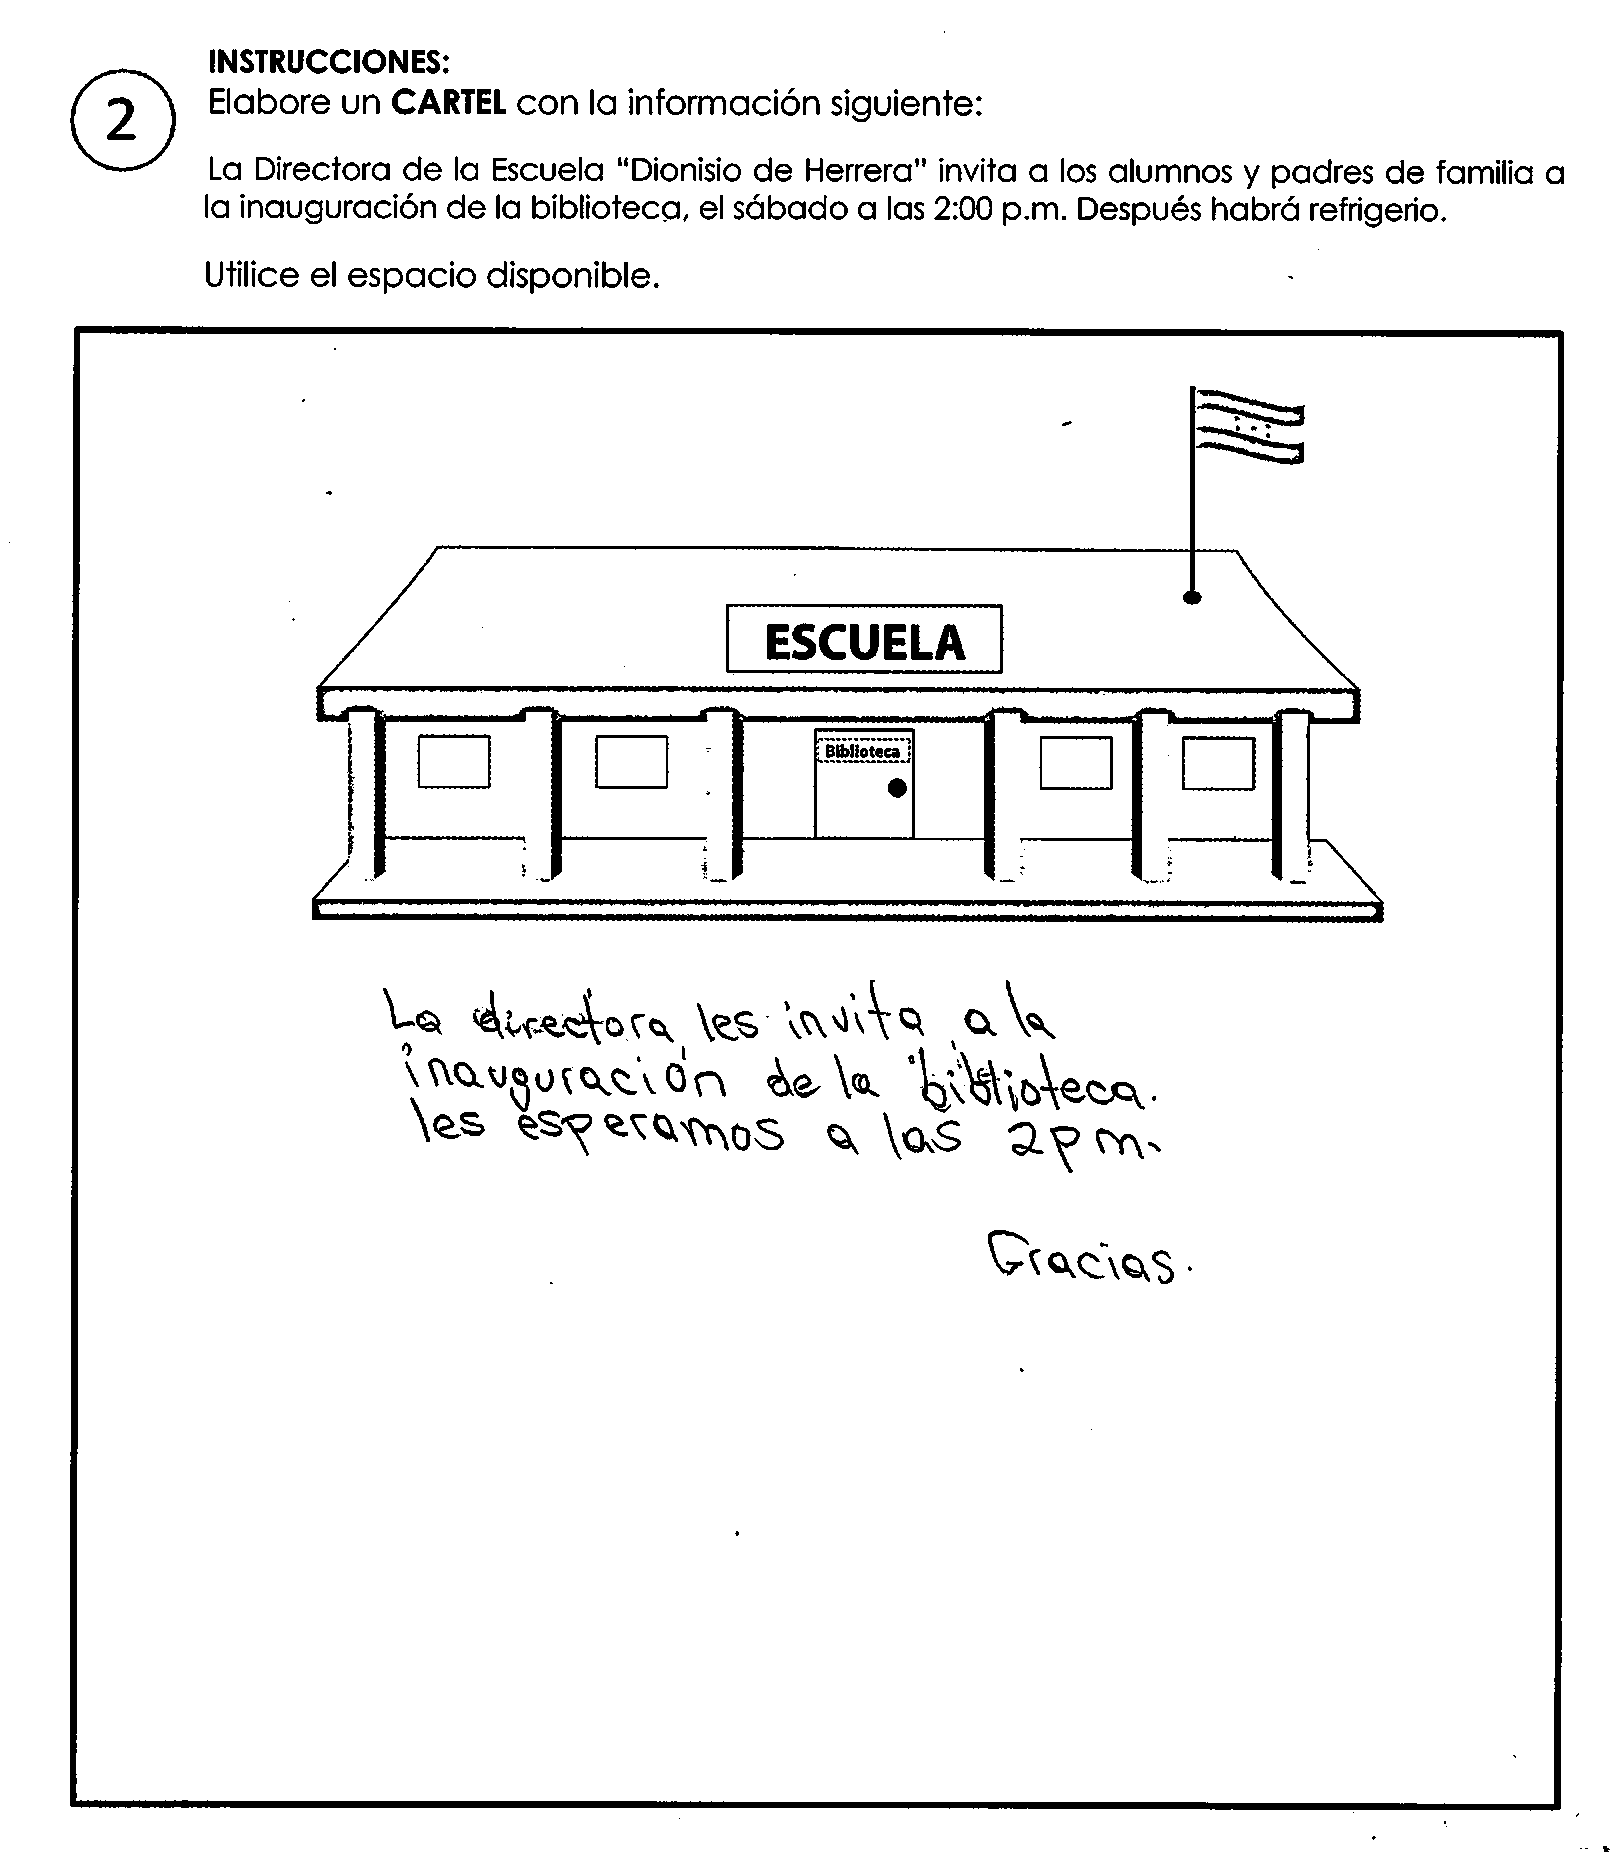 INSTRUCCIONES:
2
Elabore un CARTEL con la información siguiente:
La Directora de la Escuela "Dionisio de Herrera" invita a los alumnos y padres de familia a
la inauguración de la biblioteca, el sábado a las 2:00 p.m. Después habrá refrigerio.
Utilice el espacio disponible.
ESCUELA
Biblioteca
La directora les invita a la
inauguración de la biblioteca.
les esperamos a las 2pm.
Gracias.